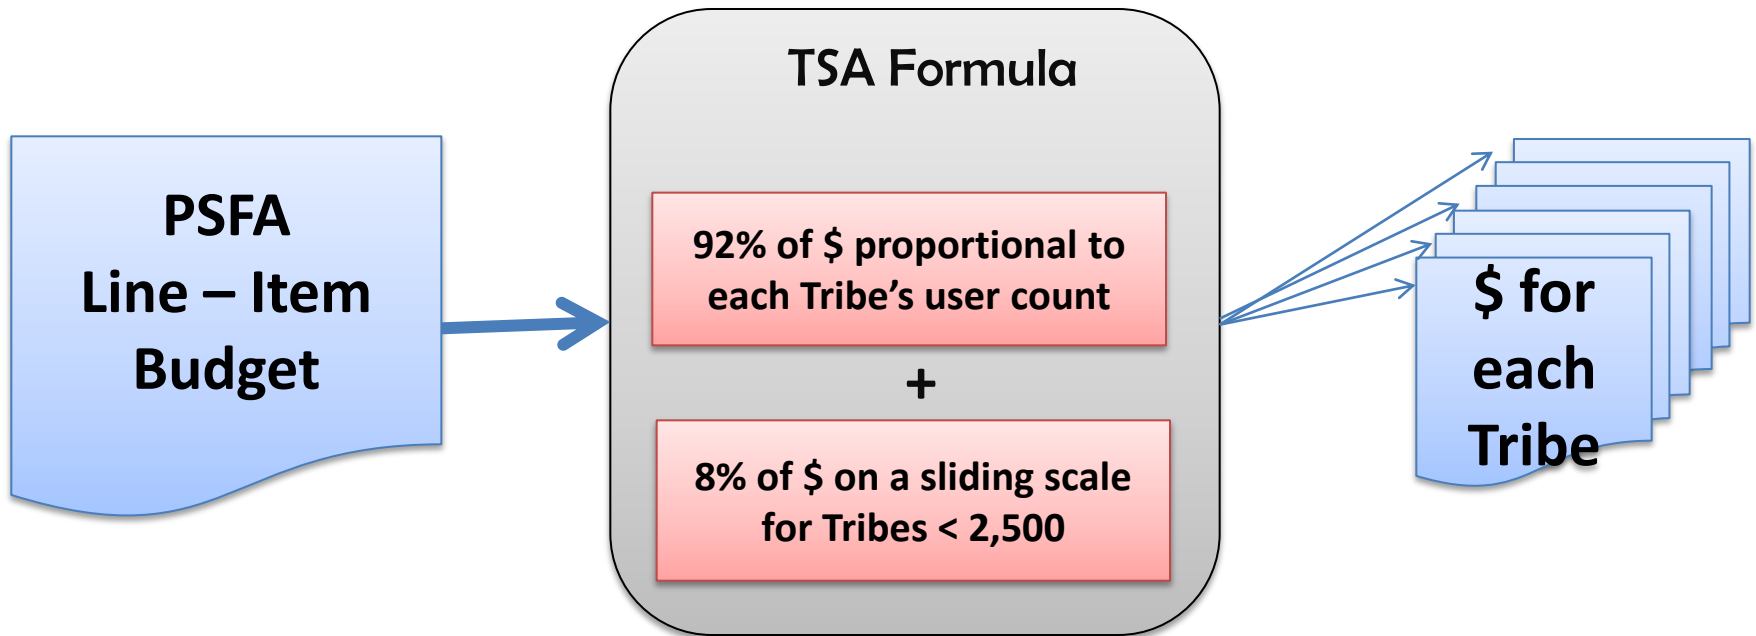 TSA Formula
PSFA
Line – Item
Budget
92% of $ proportional to
each Tribe’s user count
+
8% of $ on a sliding scale
for Tribes < 2,500
$ for
each
Tribe